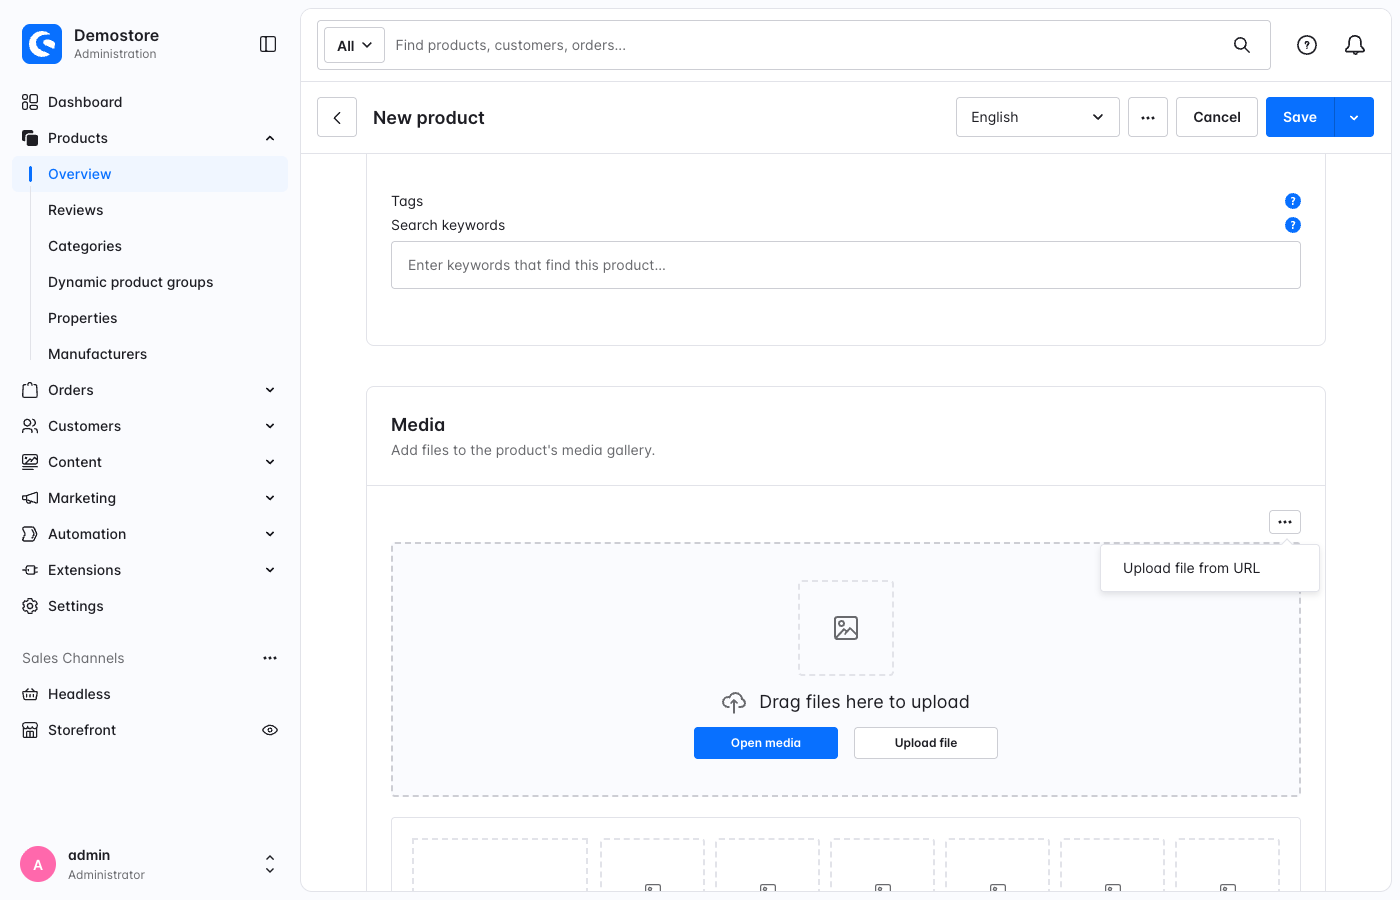 Demostore
Administration
Dashboard
Products
Overview
Reviews
Categories
Dynamic product groups
Properties
Manufacturers
Orders
Customers
Content
Marketing
Automation
Extensions
Settings
Sales Channels
Headless
Storefront
A
admin
Administrator
All
Find products, customers, orders...
New product
English
Cancel
Save
Tags
Search keywords
Enter keywords that find this product...
Media
Add files to the product's media gallery.
Upload file from URL
Drag files here to upload
Open media
Upload file